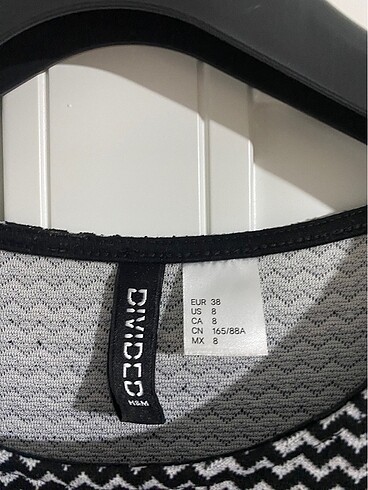 DIVIDED
H&M
EUR 38
US 8
CA 8
CN 165/88A
MX 8